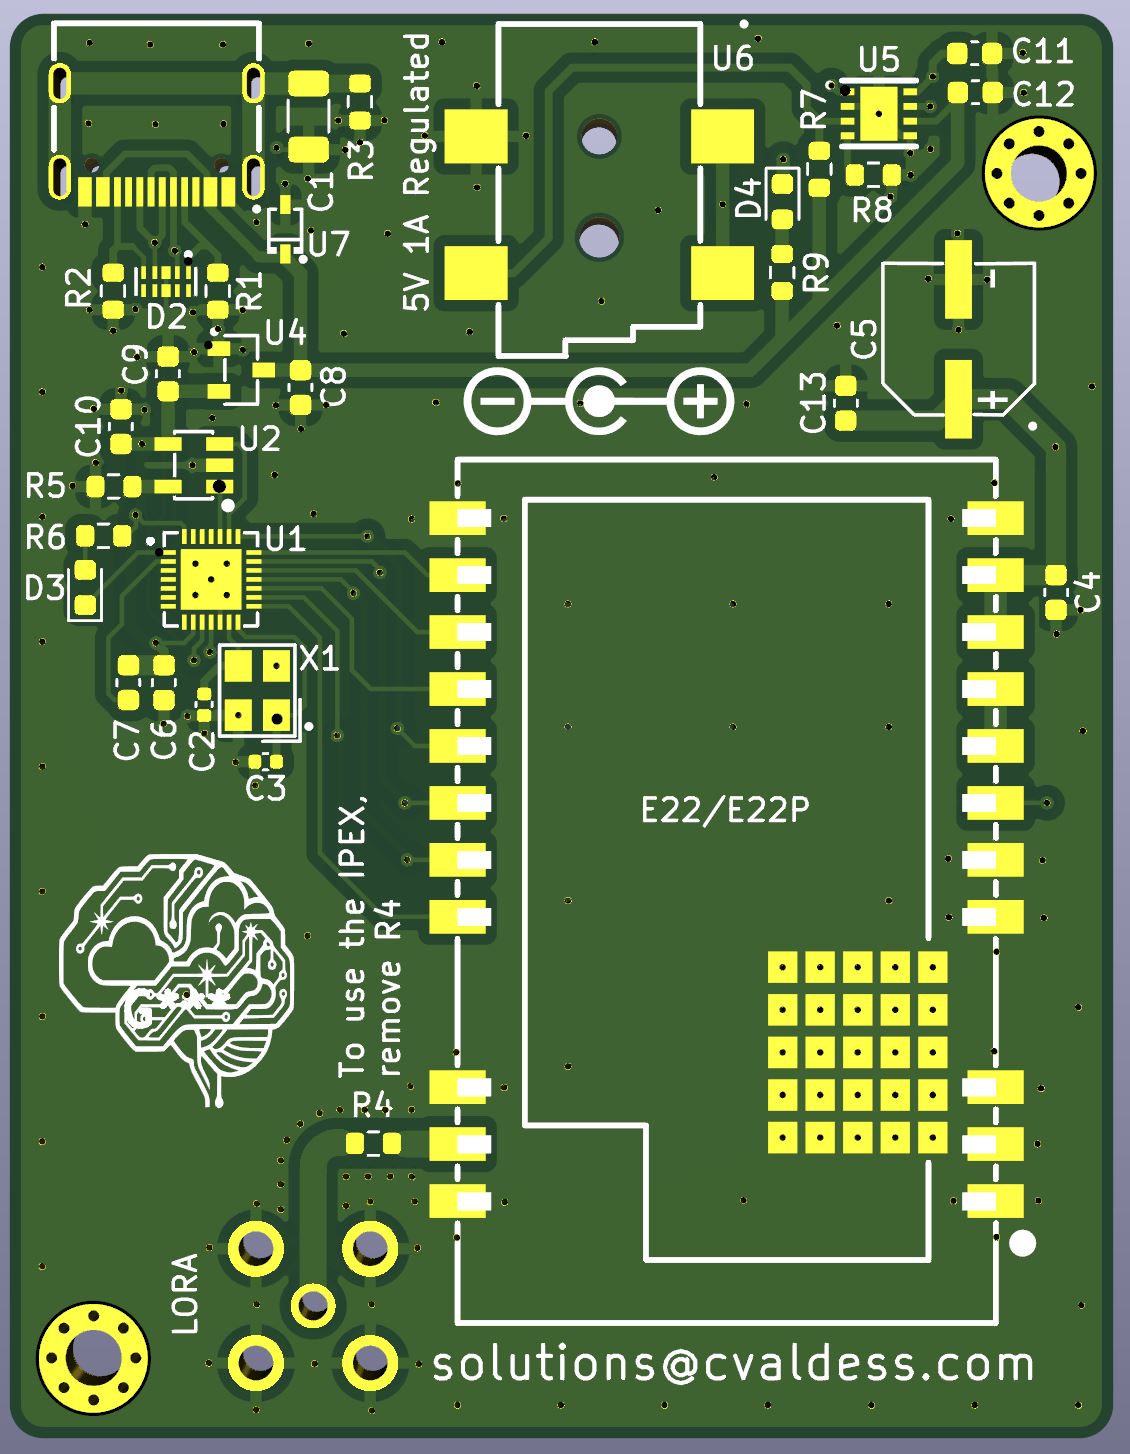 C11
U6
U5
C12
R7
R3
C1
5V 1A Regulated
D4
R8
U7
R2
R1
R9
D2
U4
C9
C5
C8
C13
C10
U2
+
R5
R6
U1
D3
C4
X1
C7
C6
C2
C3
E22/E22P
To use the IPEX,
remove R4
R4
LORA
solutions@cvaldess.com